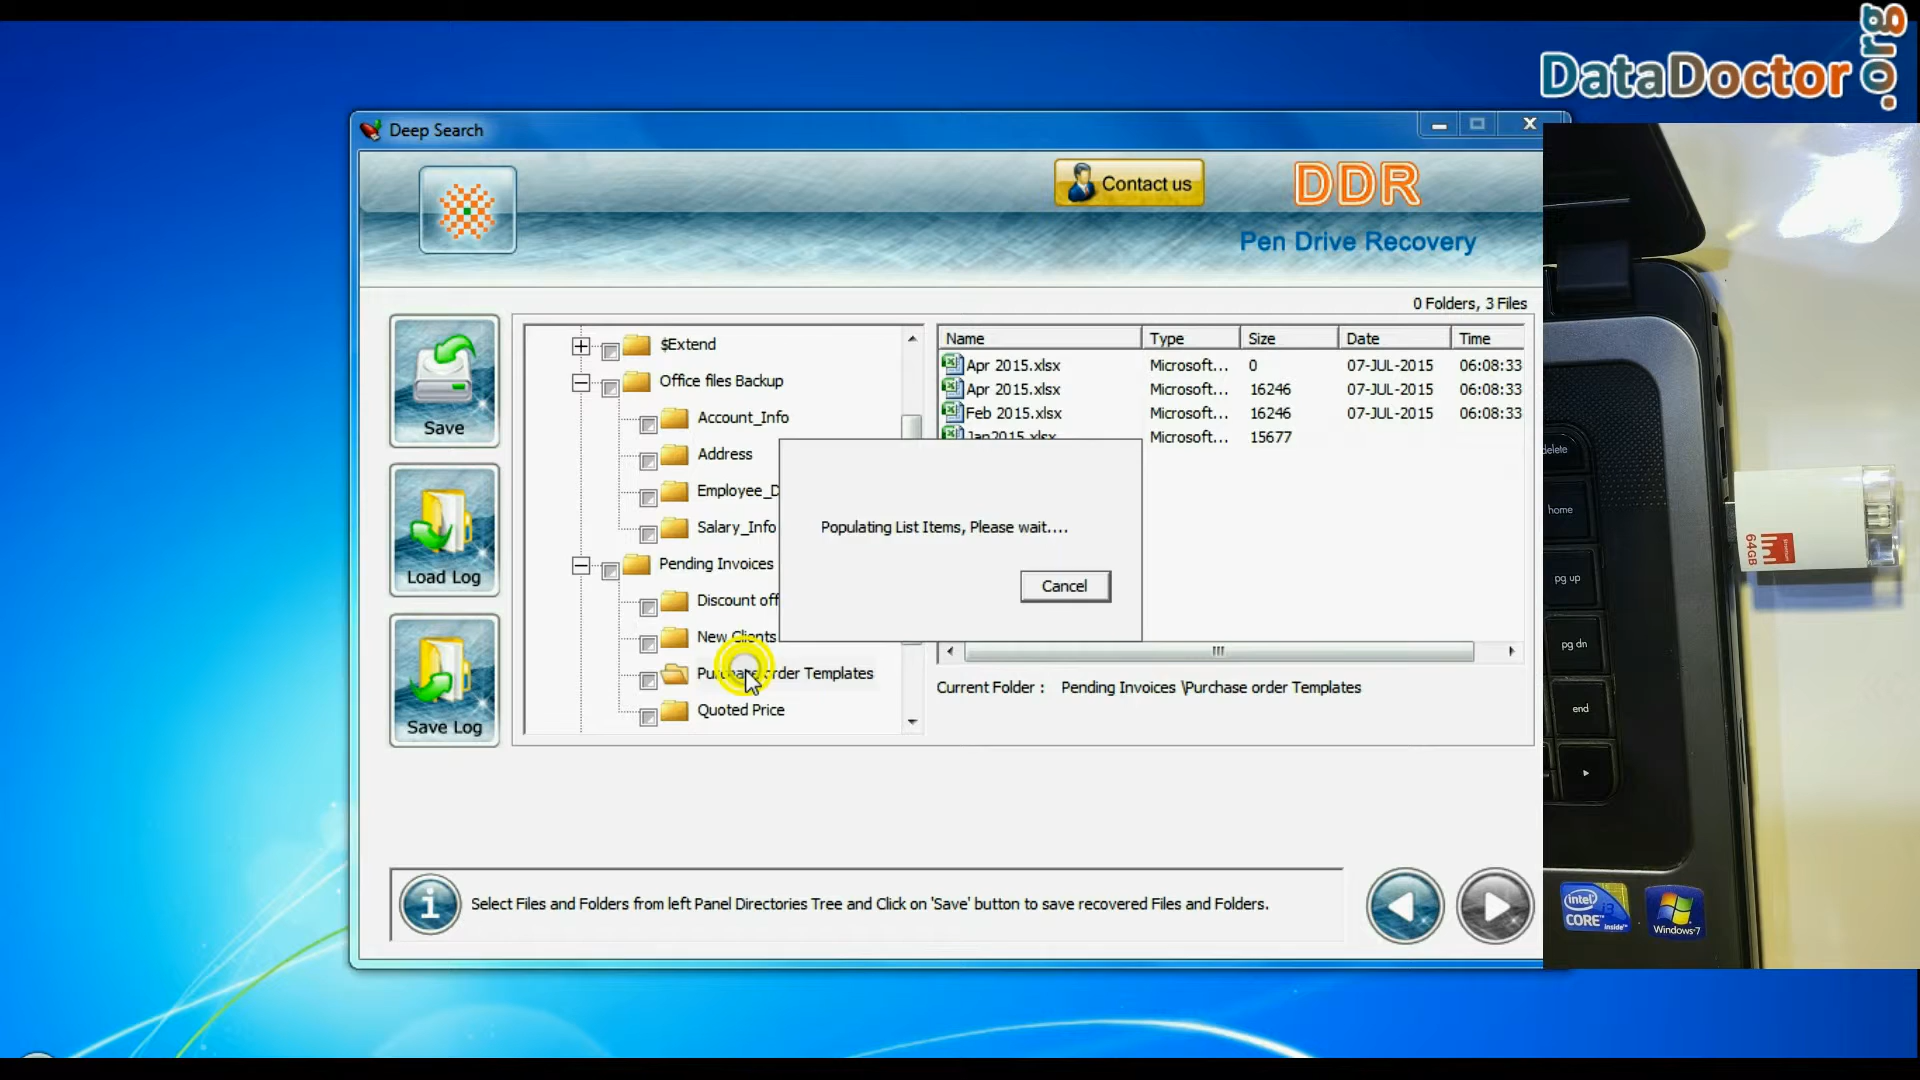 DataDoctor.org
Deep Search
Contact us
DDR
Pen Drive Recovery
0 Folders, 3 Files
Save
Load Log
Save Log
$Extend
Office files Backup
Account_Info
Address
Employee_D
Salary_Info
Pending Invoices
Discount off
New Clients
Purchase order Templates
Quoted Price
Name Type Size Date Time
Apr 2015.xlsx Microsoft... 0 07-JUL-2015 06:08:33
Apr 2015.xlsx Microsoft... 16246 07-JUL-2015 06:08:33
Feb 2015.xlsx Microsoft... 16246 07-JUL-2015 06:08:33
Jan2015.xlsx Microsoft... 15677
Populating List Items, Please wait....
Cancel
Current Folder : Pending Invoices \Purchase order Templates
Select Files and Folders from left Panel Directories Tree and Click on 'Save' button to save recovered Files and Folders.
delete
home
pg up
pg dn
end
64GB
intel
CORE i3
inside
Windows 7